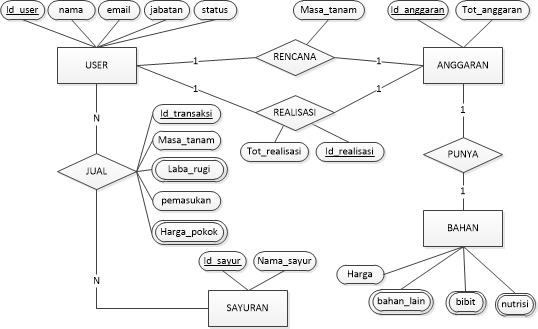 Id_user
nama
email
jabatan
status
Masa_tanam
Id_anggaran
Tot_anggaran
USER
1
RENCANA
1
ANGGARAN
1
1
REALISASI
N
Id_transaksi
1
Masa_tanam
Tot_realisasi
Id_realisasi
JUAL
Laba_rugi
PUNYA
pemasukan
1
Harga_pokok
BAHAN
Id_sayur
Nama_sayur
Harga
N
bahan_lain
bibit
nutrisi
SAYURAN